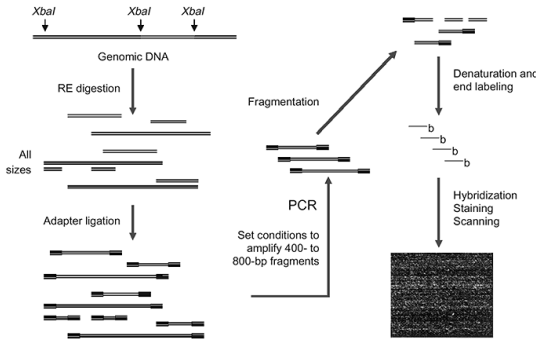 XbaI XbaI XbaI
Genomic DNA
RE digestion
All
sizes
Adapter ligation
Fragmentation
PCR
Set conditions to
amplify 400- to
800-bp fragments
Denaturation and
end labeling
b
b
b
b
Hybridization
Staining
Scanning